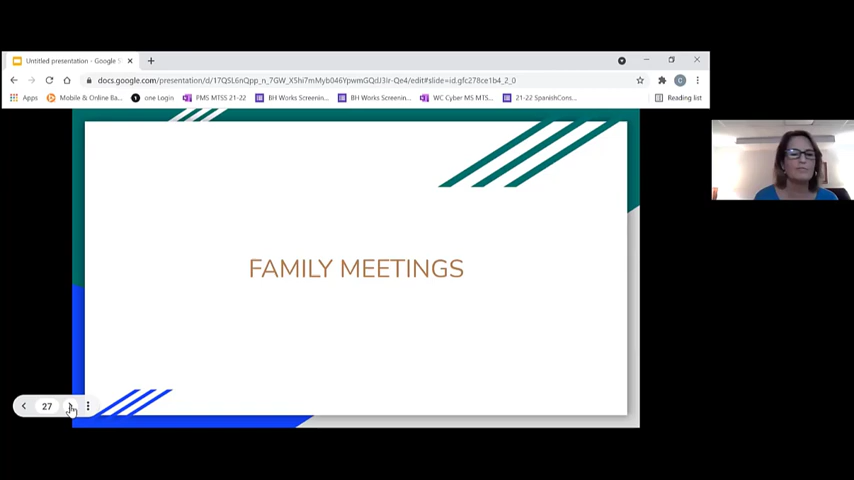 Untitled presentation - Google S
docs.google.com/presentation/d/17QSL6nQpp_n_7GW_X5hi7mMyb046YpwmGQdJ3Ir-Qe4/edit#slide=id.gfc278ce1b4_2_0
Apps Mobile & Online Ba... one Login PMS MTSS 21-22 BH Works Screenin... BH Works Screenin... WC Cyber MS MTS... 21-22 SpanishCons... Reading list
FAMILY MEETINGS
27